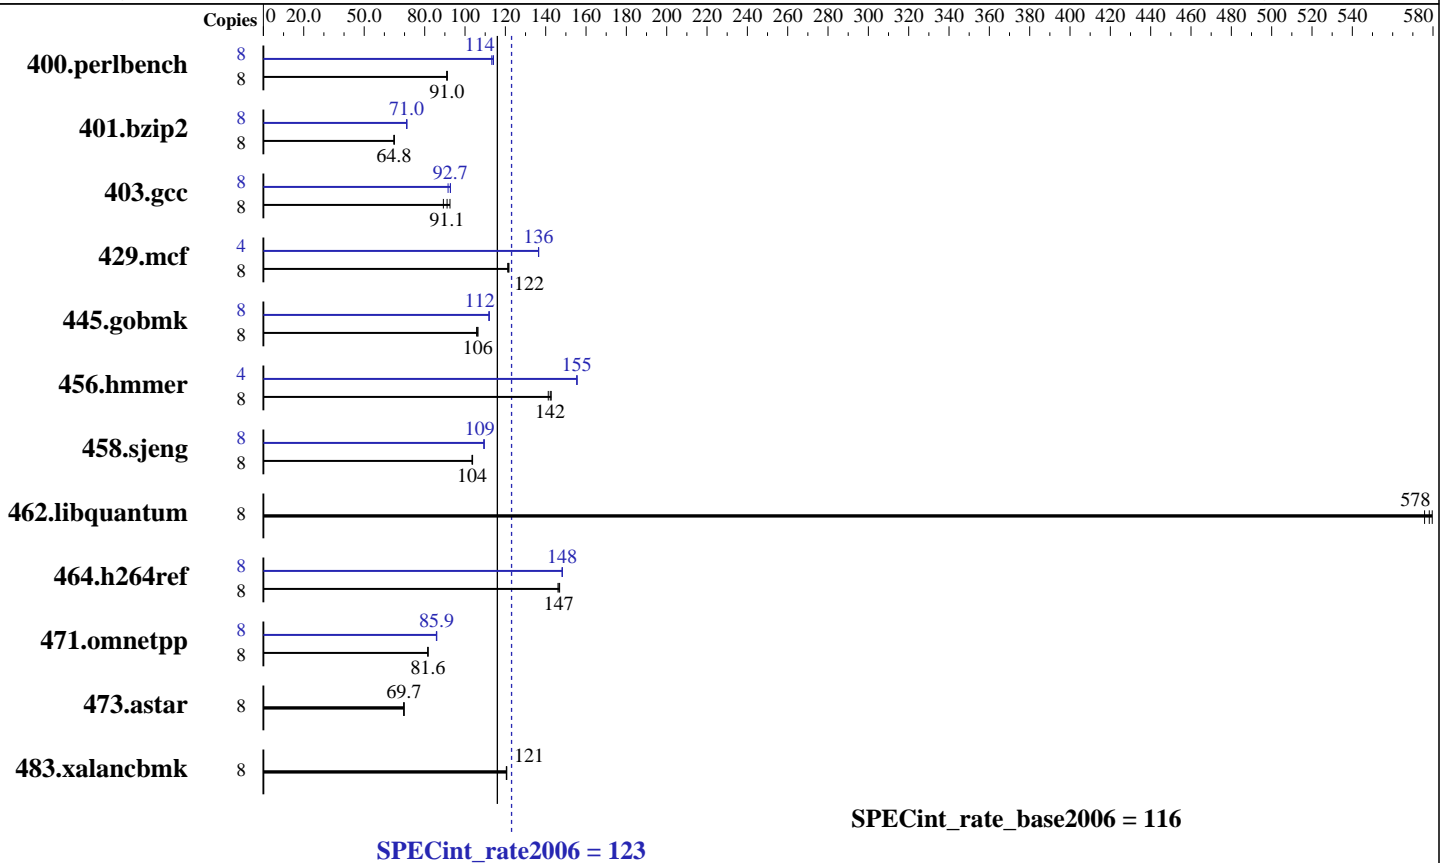 Copies 0 20.0 50.0 80.0 100 120 140 160 180 200 220 240 260 280 300 320 340 360 380 400 420 440 460 480 500 520 540 580
400.perlbench 8 114
8 91.0
401.bzip2 8 71.0
8 64.8
403.gcc 8 92.7
8 91.1
429.mcf 4 136
8 122
445.gobmk 8 112
8 106
456.hmmer 4 155
8 142
458.sjeng 8 109
8 104
462.libquantum 8 578
464.h264ref 8 148
8 147
471.omnetpp 8 85.9
8 81.6
473.astar 8 69.7
483.xalancbmk 8 121
SPECint_rate_base2006 = 116
SPECint_rate2006 = 123